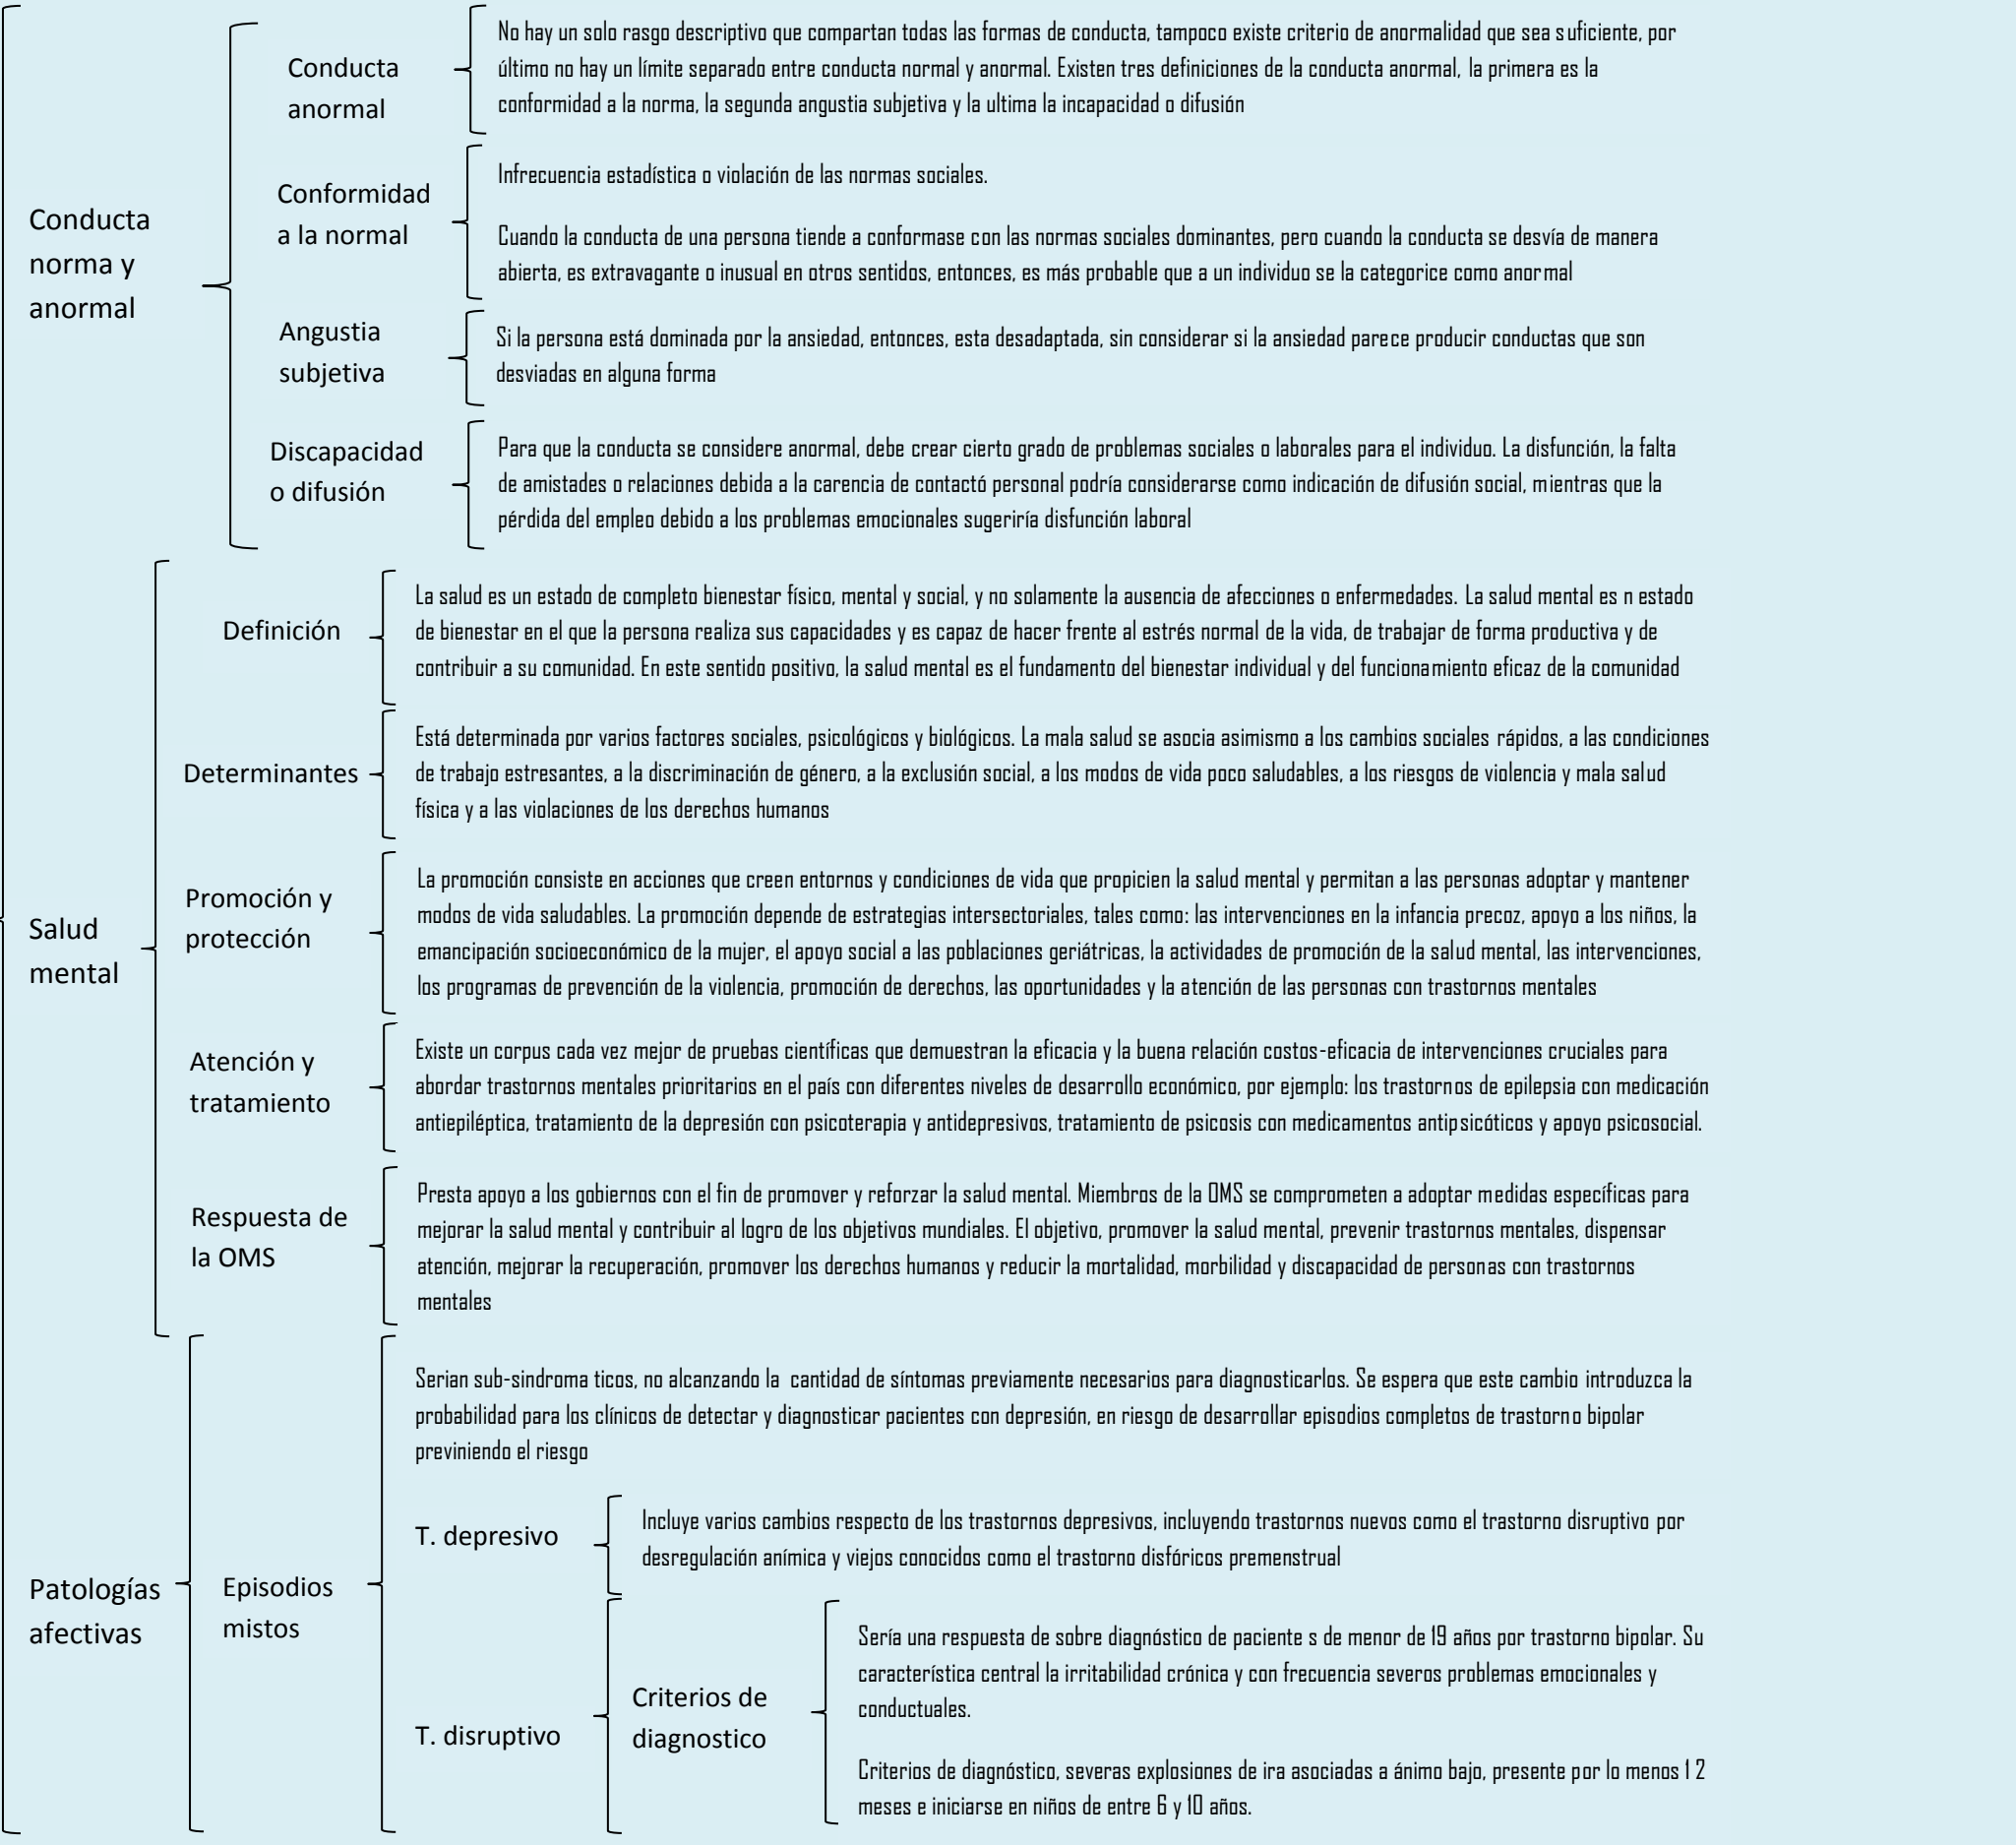 Conducta
norma y
anormal
Conducta
anormal
No hay un solo rasgo descriptivo que compartan todas las formas de conducta, tampoco existe criterio de anormalidad que sea suficiente, por
último no hay un límite separado entre conducta normal y anormal. Existen tres definiciones de la conducta anormal, la primera es la
conformidad a la norma, la segunda angustia subjetiva y la ultima la incapacidad o difusión
Conformidad
a la normal
Infrecuencia estadística o violación de las normas sociales.
Cuando la conducta de una persona tiende a conformase con las normas sociales dominantes, pero cuando la conducta se desvía de manera
abierta, es extravagante o inusual en otros sentidos, entonces, es más probable que a un individuo se la categorice como anormal
Angustia
subjetiva
Si la persona está dominada por la ansiedad, entonces, esta desadaptada, sin considerar si la ansiedad parece producir conductas que son
desviadas en alguna forma
Discapacidad
o difusión
Para que la conducta se considere anormal, debe crear cierto grado de problemas sociales o laborales para el individuo. La disfunción, la falta
de amistades o relaciones debida a la carencia de contactó personal podría considerarse como indicación de difusión social, mientras que la
pérdida del empleo debido a los problemas emocionales sugeriría disfunción laboral
Salud
mental
Definición
La salud es un estado de completo bienestar físico, mental y social, y no solamente la ausencia de afecciones o enfermedades. La salud mental es n estado
de bienestar en el que la persona realiza sus capacidades y es capaz de hacer frente al estrés normal de la vida, de trabajar de forma productiva y de
contribuir a su comunidad. En este sentido positivo, la salud mental es el fundamento del bienestar individual y del funcionamiento eficaz de la comunidad
Determinantes
Está determinada por varios factores sociales, psicológicos y biológicos. La mala salud se asocia asimismo a los cambios sociales rápidos, a las condiciones
de trabajo estresantes, a la discriminación de género, a la exclusión social, a los modos de vida poco saludables, a los riesgos de violencia y mala salud
física y a las violaciones de los derechos humanos
Promoción y
protección
La promoción consiste en acciones que creen entornos y condiciones de vida que propicien la salud mental y permitan a las personas adoptar y mantener
modos de vida saludables. La promoción depende de estrategias intersectoriales, tales como: las intervenciones en la infancia precoz, apoyo a los niños, la
emancipación socioeconómico de la mujer, el apoyo social a las poblaciones geriátricas, la actividades de promoción de la salud mental, las intervenciones,
los programas de prevención de la violencia, promoción de derechos, las oportunidades y la atención de las personas con trastornos mentales
Atención y
tratamiento
Existe un corpus cada vez mejor de pruebas científicas que demuestran la eficacia y la buena relación costos-eficacia de intervenciones cruciales para
abordar trastornos mentales prioritarios en el país con diferentes niveles de desarrollo económico, por ejemplo: los trastornos de epilepsia con medicación
antiepiléptica, tratamiento de la depresión con psicoterapia y antidepresivos, tratamiento de psicosis con medicamentos antipsicóticos y apoyo psicosocial.
Respuesta de
la OMS
Presta apoyo a los gobiernos con el fin de promover y reforzar la salud mental. Miembros de la OMS se comprometen a adoptar medidas específicas para
mejorar la salud mental y contribuir al logro de los objetivos mundiales. El objetivo, promover la salud mental, prevenir trastornos mentales, dispensar
atención, mejorar la recuperación, promover los derechos humanos y reducir la mortalidad, morbilidad y discapacidad de personas con trastornos
mentales
Patologías
afectivas
Episodios
mistos
Serian sub-sindroma ticos, no alcanzando la cantidad de síntomas previamente necesarios para diagnosticarlos. Se espera que este cambio introduzca la
probabilidad para los clínicos de detectar y diagnosticar pacientes con depresión, en riesgo de desarrollar episodios completos de trastorno bipolar
previniendo el riesgo
T. depresivo
Incluye varios cambios respecto de los trastornos depresivos, incluyendo trastornos nuevos como el trastorno disruptivo por
desregulación anímica y viejos conocidos como el trastorno disfóricos premenstrual
T. disruptivo
Criterios de
diagnostico
Sería una respuesta de sobre diagnóstico de paciente s de menor de 19 años por trastorno bipolar. Su
característica central la irritabilidad crónica y con frecuencia severos problemas emocionales y
conductuales.
Criterios de diagnóstico, severas explosiones de ira asociadas a ánimo bajo, presente por lo menos 1 2
meses e iniciarse en niños de entre 6 y 10 años.